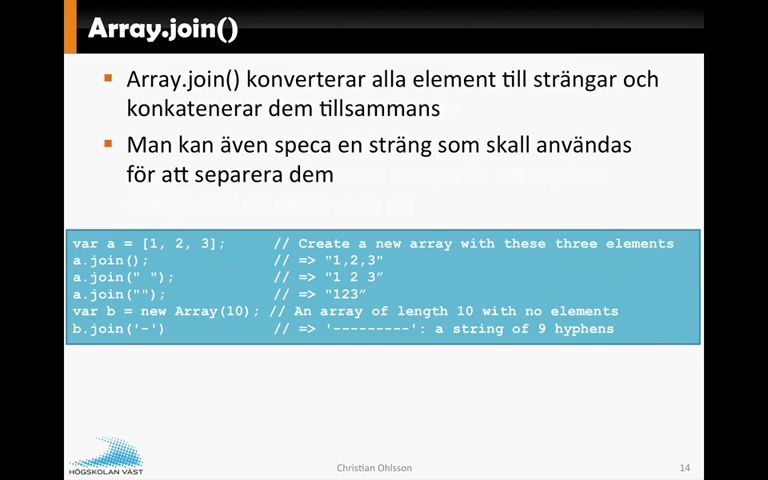 Array.join()
▪ Array.join() konverterar alla element till strängar och
konkatenerar dem tillsammans
▪ Man kan även speca en sträng som skall användas
för att separera dem
var a = [1, 2, 3];      // Create a new array with these three elements
a.join();               // => "1,2,3"
a.join(" ");            // => "1 2 3″
a.join("");             // => "123″
var b = new Array(10); // An array of length 10 with no elements
b.join('-')             // => '---------': a string of 9 hyphens
HÖGSKOLAN VÄST
Christian Ohlsson
14